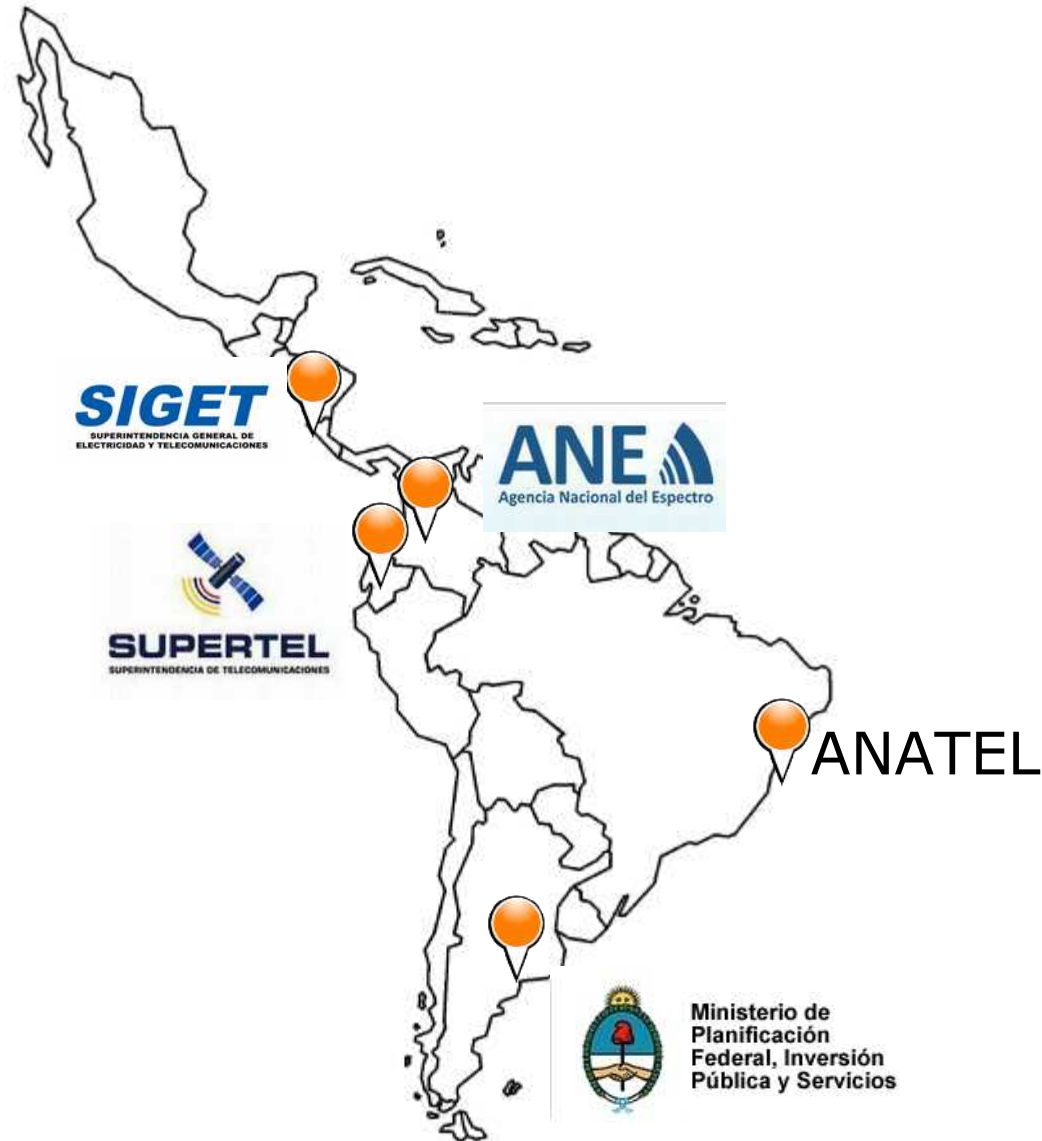 SIGET
SUPERINTENDENCIA GENERAL DE
ELECTRICIDAD Y TELECOMUNICACIONES
ANE
Agencia Nacional del Espectro
SUPERTEL
SUPERINTENDENCIA DE TELECOMUNICACIONES
ANATEL
Ministerio de
Planificación
Federal, Inversión
Pública y Servicios